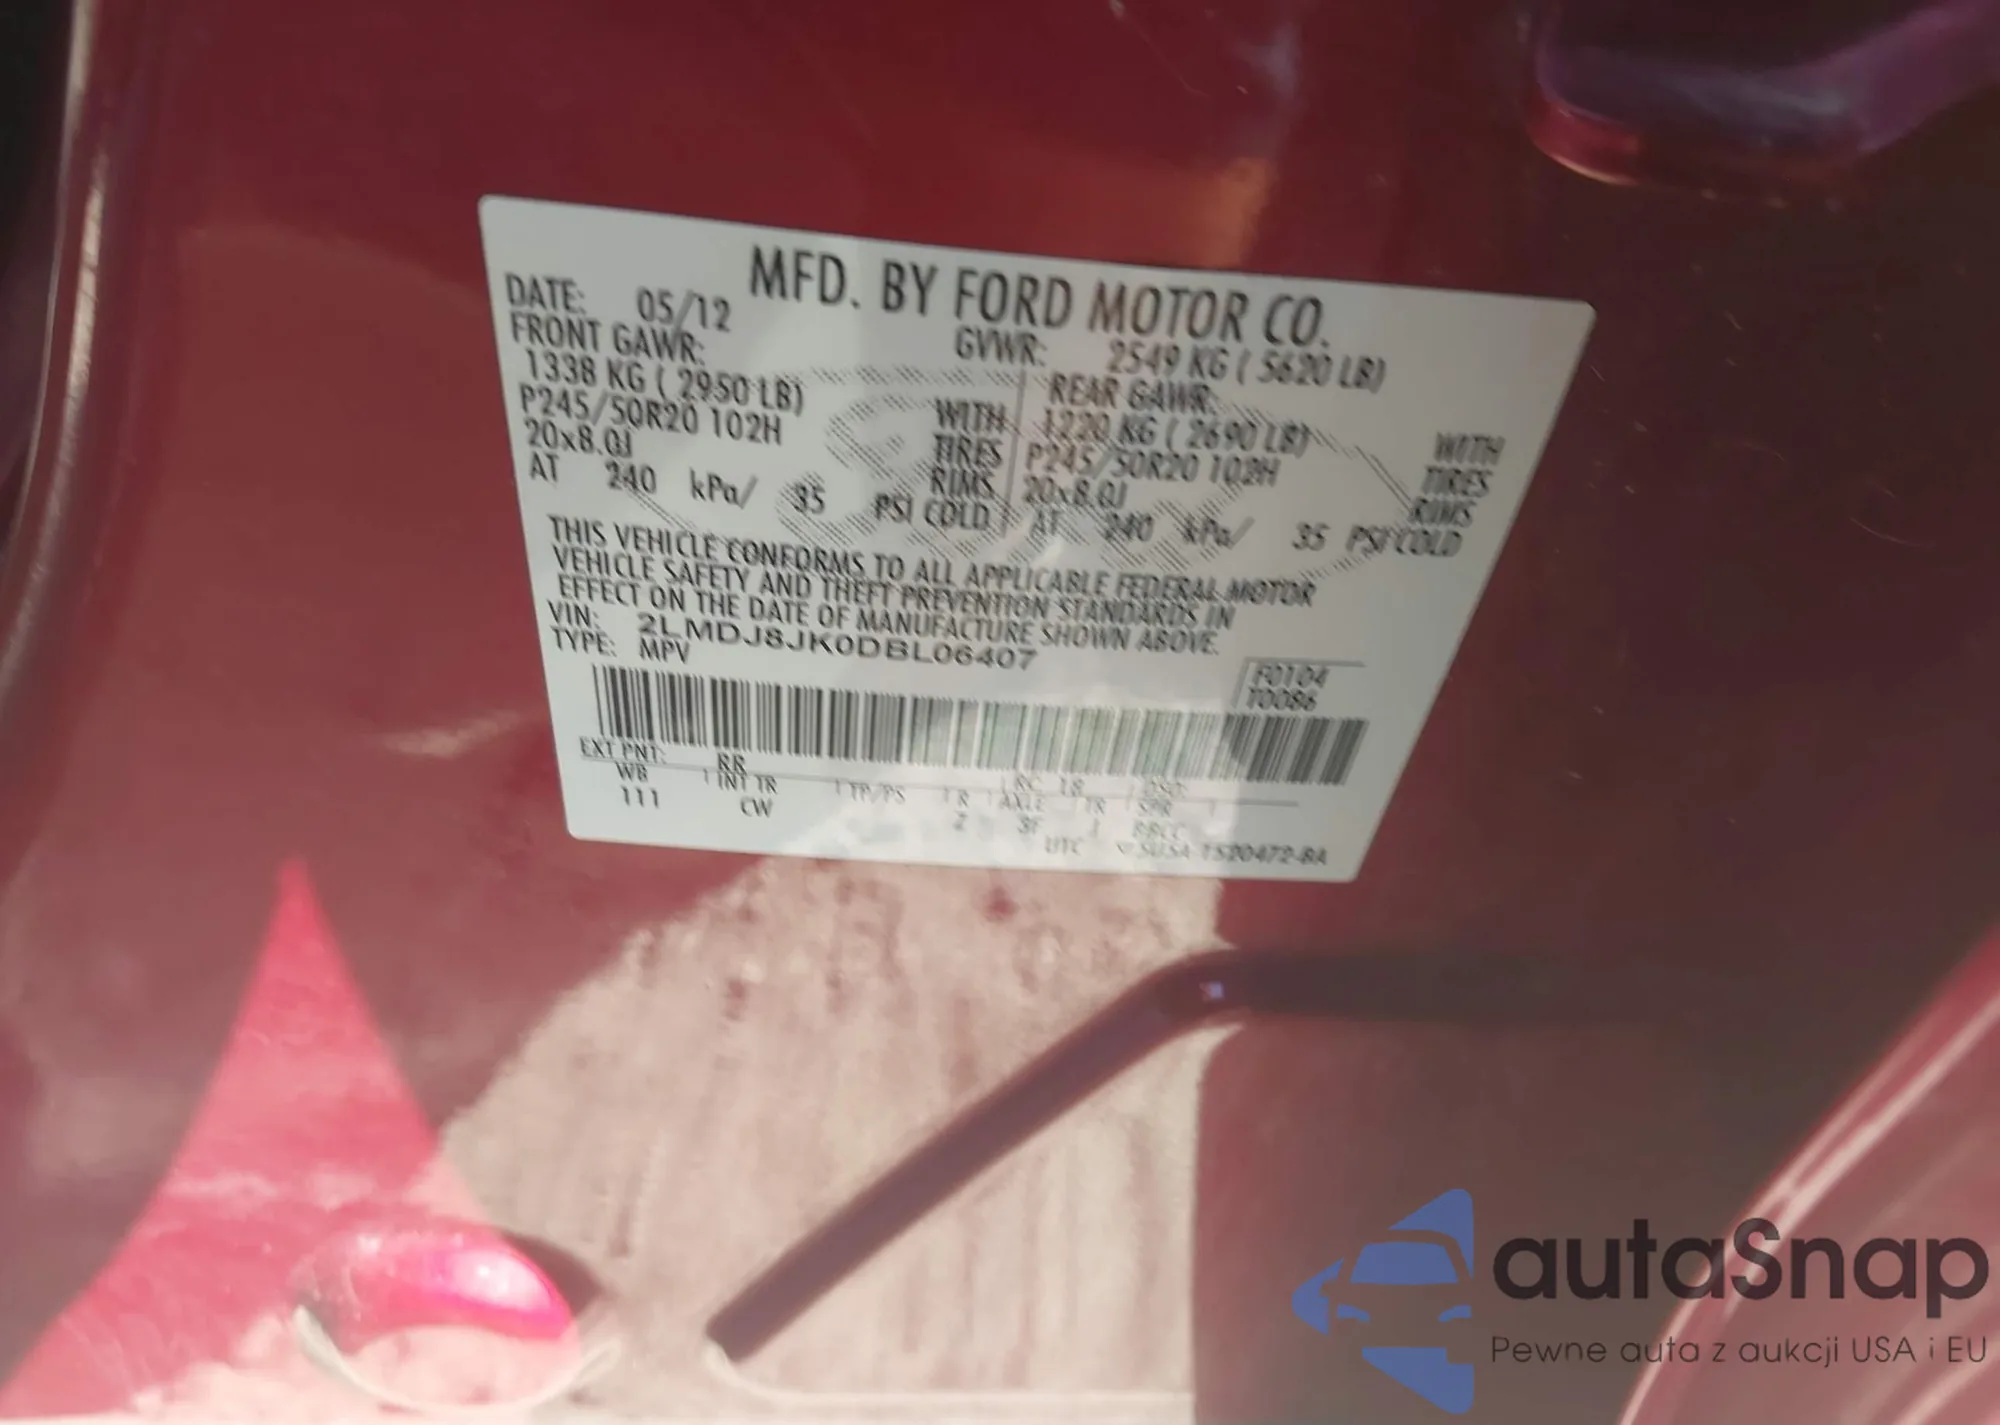 MFD. BY FORD MOTOR CO.
DATE: 05/12 GVWR: 2549 KG ( 5620 LB)
FRONT GAWR: REAR GAWR:
1338 KG ( 2950 LB) WITH 1220 KG ( 2690 LB) WITH
P245/50R20 102H TIRES P245/50R20 102H TIRES
20x8.0J RIMS 20x8.0J RIMS
AT 240 kPa/ 35 PSI COLD AT 240 kPa/ 35 PSI COLD
THIS VEHICLE CONFORMS TO ALL APPLICABLE FEDERAL MOTOR
VEHICLE SAFETY AND THEFT PREVENTION STANDARDS IN
EFFECT ON THE DATE OF MANUFACTURE SHOWN ABOVE.
VIN: 2LMDJ8JK0DBL06407
TYPE: MPV
F0104
T0086
EXT PNT: RR RC: 18 DSO:
WB INT TR TP/PS R AXLE TR SPR
111 CW Z 3F J BBCC
UTC
autaSnap
Pewne auta z aukcji USA i EU